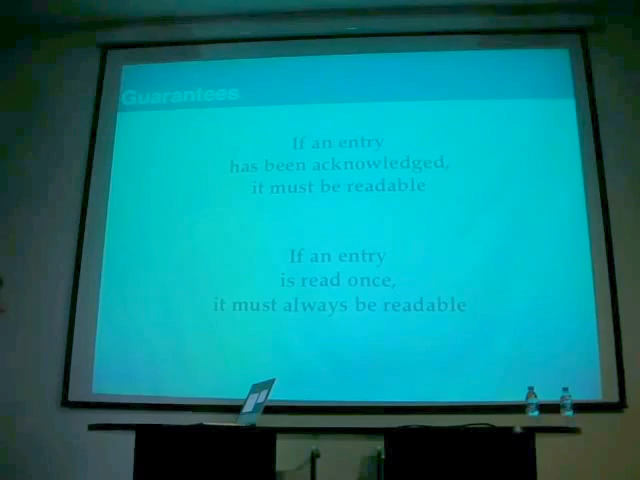 Guarantees
If an entry
has been acknowledged,
it must be readable
If an entry
is read once,
it must always be readable